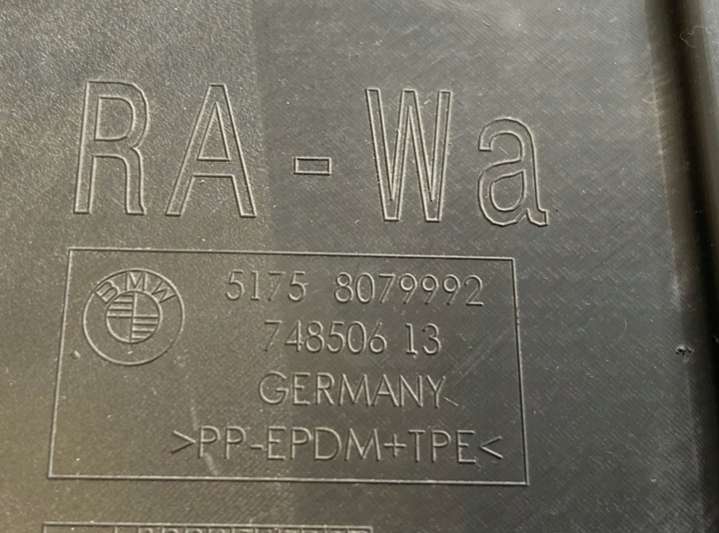 RA-Wa
BMW
5175 8079992
748506 13
GERMANY
>PP-EPDM+TPE<